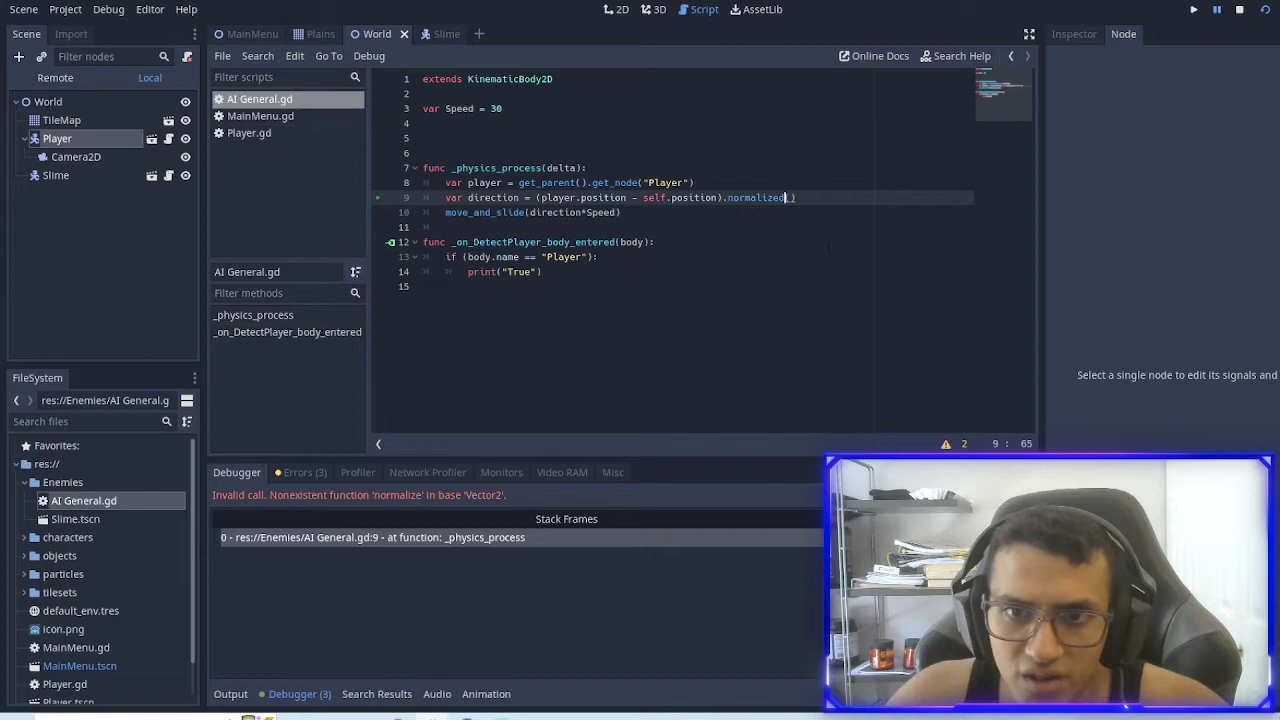 Scene Project Debug Editor Help
2D 3D Script AssetLib
Scene Import
Filter nodes
Remote Local
World
TileMap
Player
Camera2D
Slime
MainMenu Plains World Slime
File Search Edit Go To Debug
Online Docs Search Help
Filter scripts
AI General.gd
MainMenu.gd
Player.gd
AI General.gd
Filter methods
_physics_process
_on_DetectPlayer_body_entered
1 extends KinematicBody2D
2
3 var Speed = 30
4
5
6
7 func _physics_process(delta):
8 var player = get_parent().get_node("Player")
9 var direction = (player.position - self.position).normalized()
10 move_and_slide(direction*Speed)
11
12 func _on_DetectPlayer_body_entered(body):
13 if (body.name == "Player"):
14 print("True")
15
2 9 : 65
Inspector Node
Select a single node to edit its signals and
FileSystem
res://Enemies/AI General.g
Search files
Favorites:
res://
Enemies
AI General.gd
Slime.tscn
characters
objects
particles
tilesets
default_env.tres
icon.png
MainMenu.gd
MainMenu.tscn
Player.gd
Player.tscn
Debugger Errors (3) Profiler Network Profiler Monitors Video RAM Misc
Invalid call. Nonexistent function 'normalize' in base 'Vector2'.
Stack Frames
0 - res://Enemies/AI General.gd:9 - at function: _physics_process
Output Debugger (3) Search Results Audio Animation